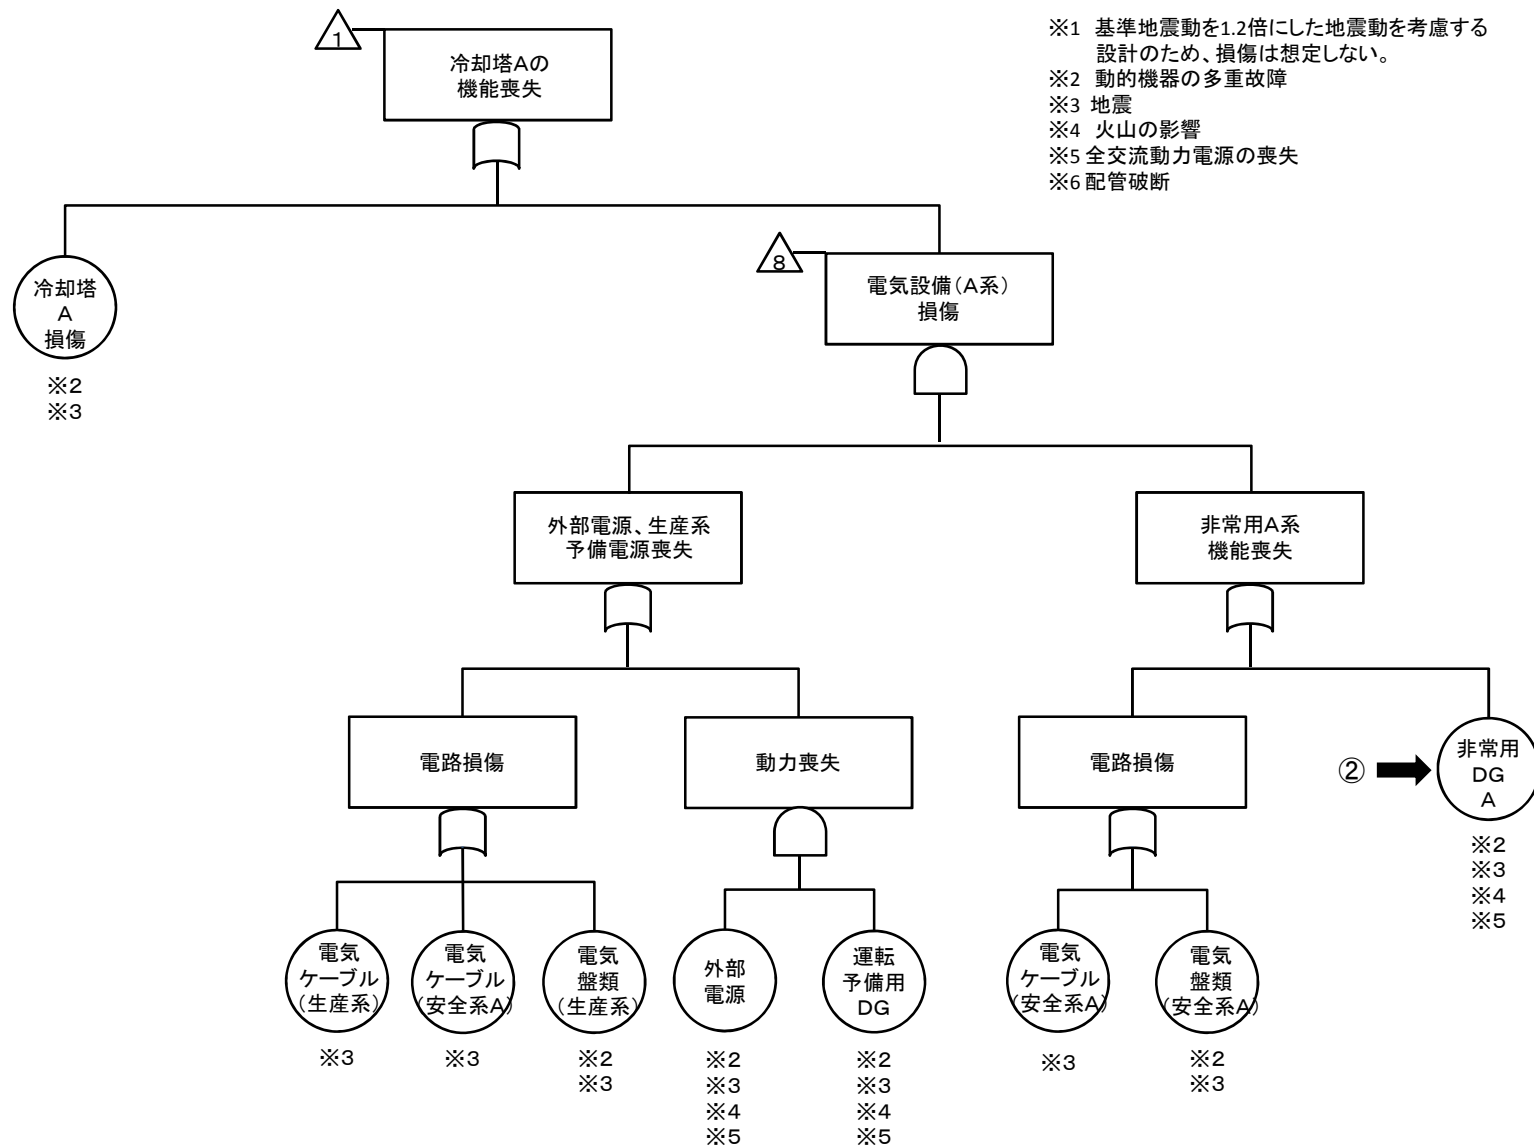 1
冷却塔Aの
機能喪失
※1 基準地震動を1.2倍にした地震動を考慮する
設計のため、損傷は想定しない。
※2 動的機器の多重故障
※3 地震
※4 火山の影響
※5 全交流動力電源の喪失
※6 配管破断
冷却塔
A
損傷
※2
※3
8
電気設備(A系)
損傷
外部電源、生産系
予備電源喪失
非常用A系
機能喪失
電路損傷
動力喪失
電路損傷
②
非常用
DG
A
※2
※3
※4
※5
電気
ケーブル
(生産系)
※3
電気
ケーブル
(安全系A)
※3
電気
盤類
(生産系)
※2
※3
外部
電源
※2
※3
※4
※5
運転
予備用
DG
※2
※3
※4
※5
電気
ケーブル
(安全系A)
※3
電気
盤類
(安全系A)
※2
※3